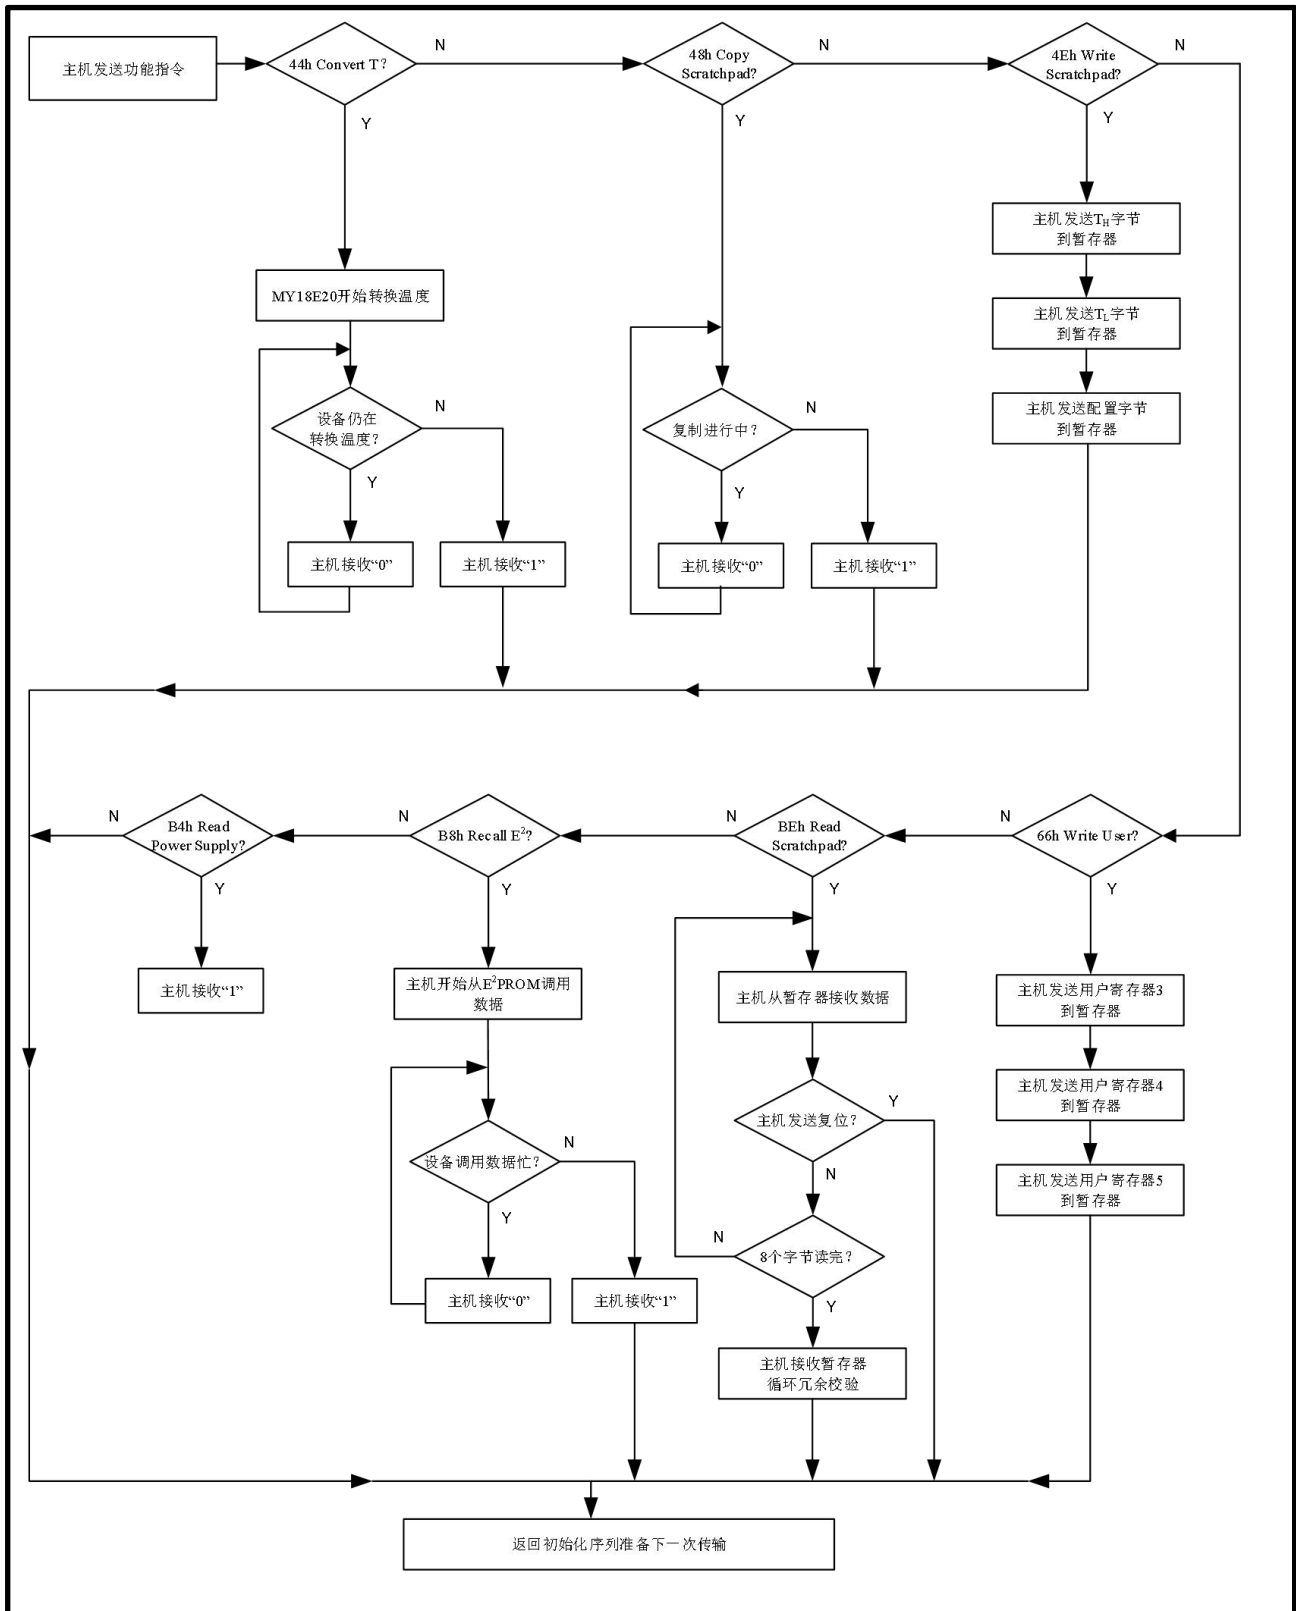 主机发送功能指令
44h Convert T?
N
Y
48h Copy
Scratchpad?
N
Y
4Eh Write
Scratchpad?
N
Y
主机发送TH字节
到暂存器
主机发送TL字节
到暂存器
主机发送配置字节
到暂存器
MY18E20开始转换温度
设备仍在
转换温度?
N
Y
主机接收“0”
主机接收“1”
复制进行中?
N
Y
主机接收“0”
主机接收“1”
B4h Read
Power Supply?
N
Y
主机接收“1”
B8h Recall E²?
N
Y
主机开始从E²PROM调用
数据
设备调用数据忙?
N
Y
主机接收“0”
主机接收“1”
BEh Read
Scratchpad?
N
Y
主机从暂存器接收数据
主机发送复位?
Y
N
8个字节读完?
N
Y
主机接收暂存器
循环冗余校验
66h Write User?
N
Y
主机发送用户寄存器3
到暂存器
主机发送用户寄存器4
到暂存器
主机发送用户寄存器5
到暂存器
返回初始化序列准备下一次传输